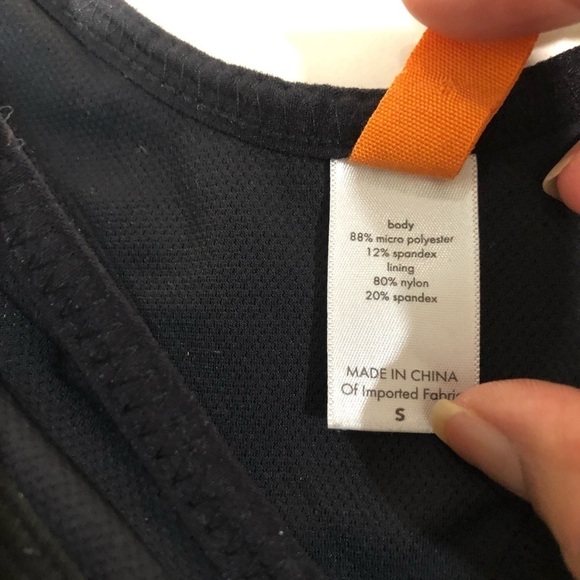 body
88% micro polyester
12% spandex
lining
80% nylon
20% spandex
MADE IN CHINA
Of Imported Fabric
S